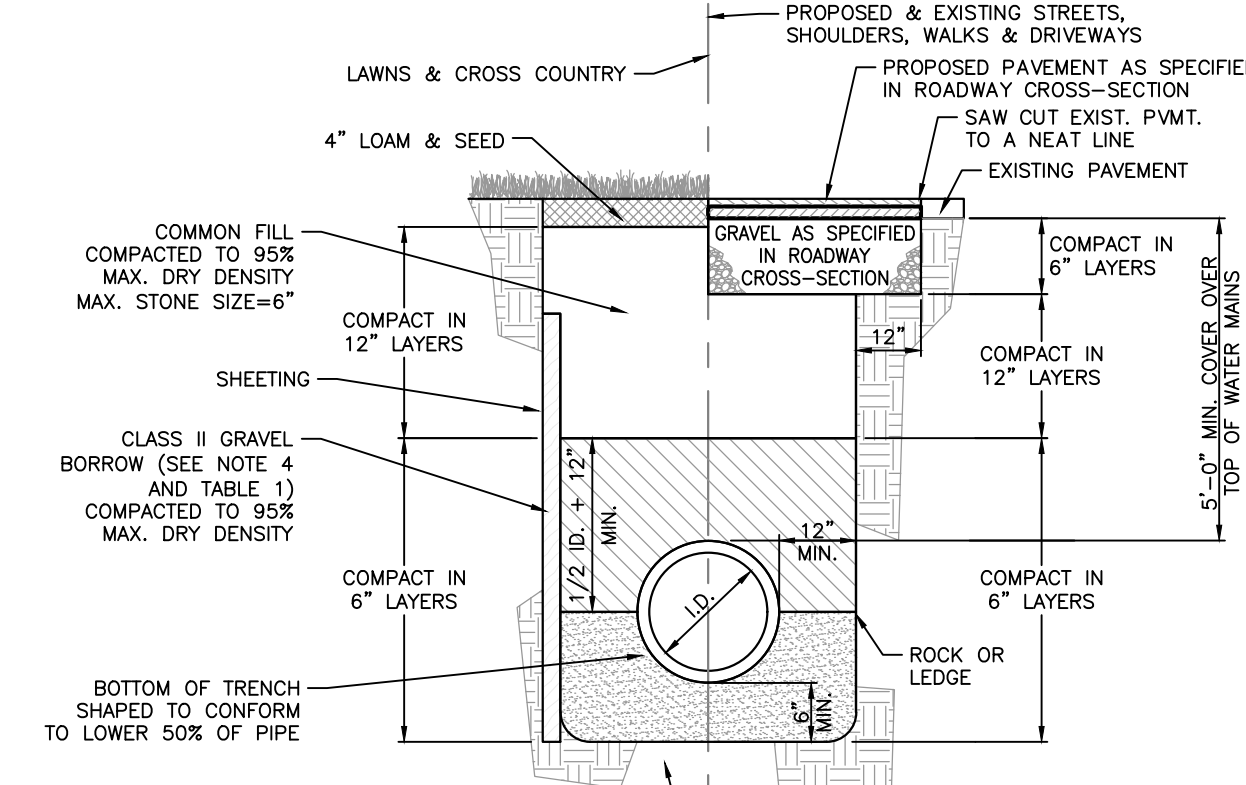 PROPOSED & EXISTING STREETS,
SHOULDERS, WALKS & DRIVEWAYS
LAWNS & CROSS COUNTRY
PROPOSED PAVEMENT AS SPECIFIE
IN ROADWAY CROSS-SECTION
SAW CUT EXIST. PVMT.
TO A NEAT LINE
4" LOAM & SEED
EXISTING PAVEMENT
COMMON FILL
COMPACTED TO 95%
MAX. DRY DENSITY
MAX. STONE SIZE=6"
GRAVEL AS SPECIFIED
IN ROADWAY
CROSS-SECTION
COMPACT IN
6" LAYERS
COMPACT IN
12" LAYERS
12"
COMPACT IN
12" LAYERS
5'-0" MIN. COVER OVER
TOP OF WATER MAINS
SHEETING
CLASS II GRAVEL
BORROW (SEE NOTE 4
AND TABLE 1)
COMPACTED TO 95%
MAX. DRY DENSITY
1/2 ID. + 12"
MIN.
12"
MIN.
COMPACT IN
6" LAYERS
I.D.
COMPACT IN
6" LAYERS
ROCK OR
LEDGE
BOTTOM OF TRENCH
SHAPED TO CONFORM
TO LOWER 50% OF PIPE
6"
MIN.